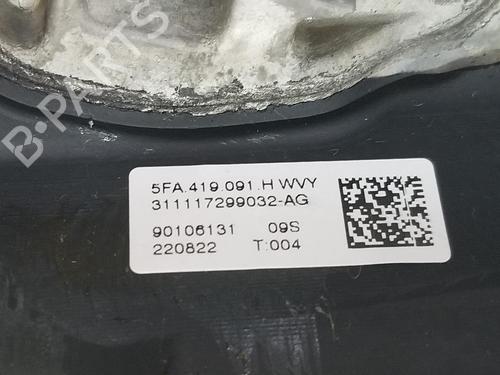 B-PARTS
5FA.419.091.H WVY
311117299032-AG
90106131 09S
220822 T:004